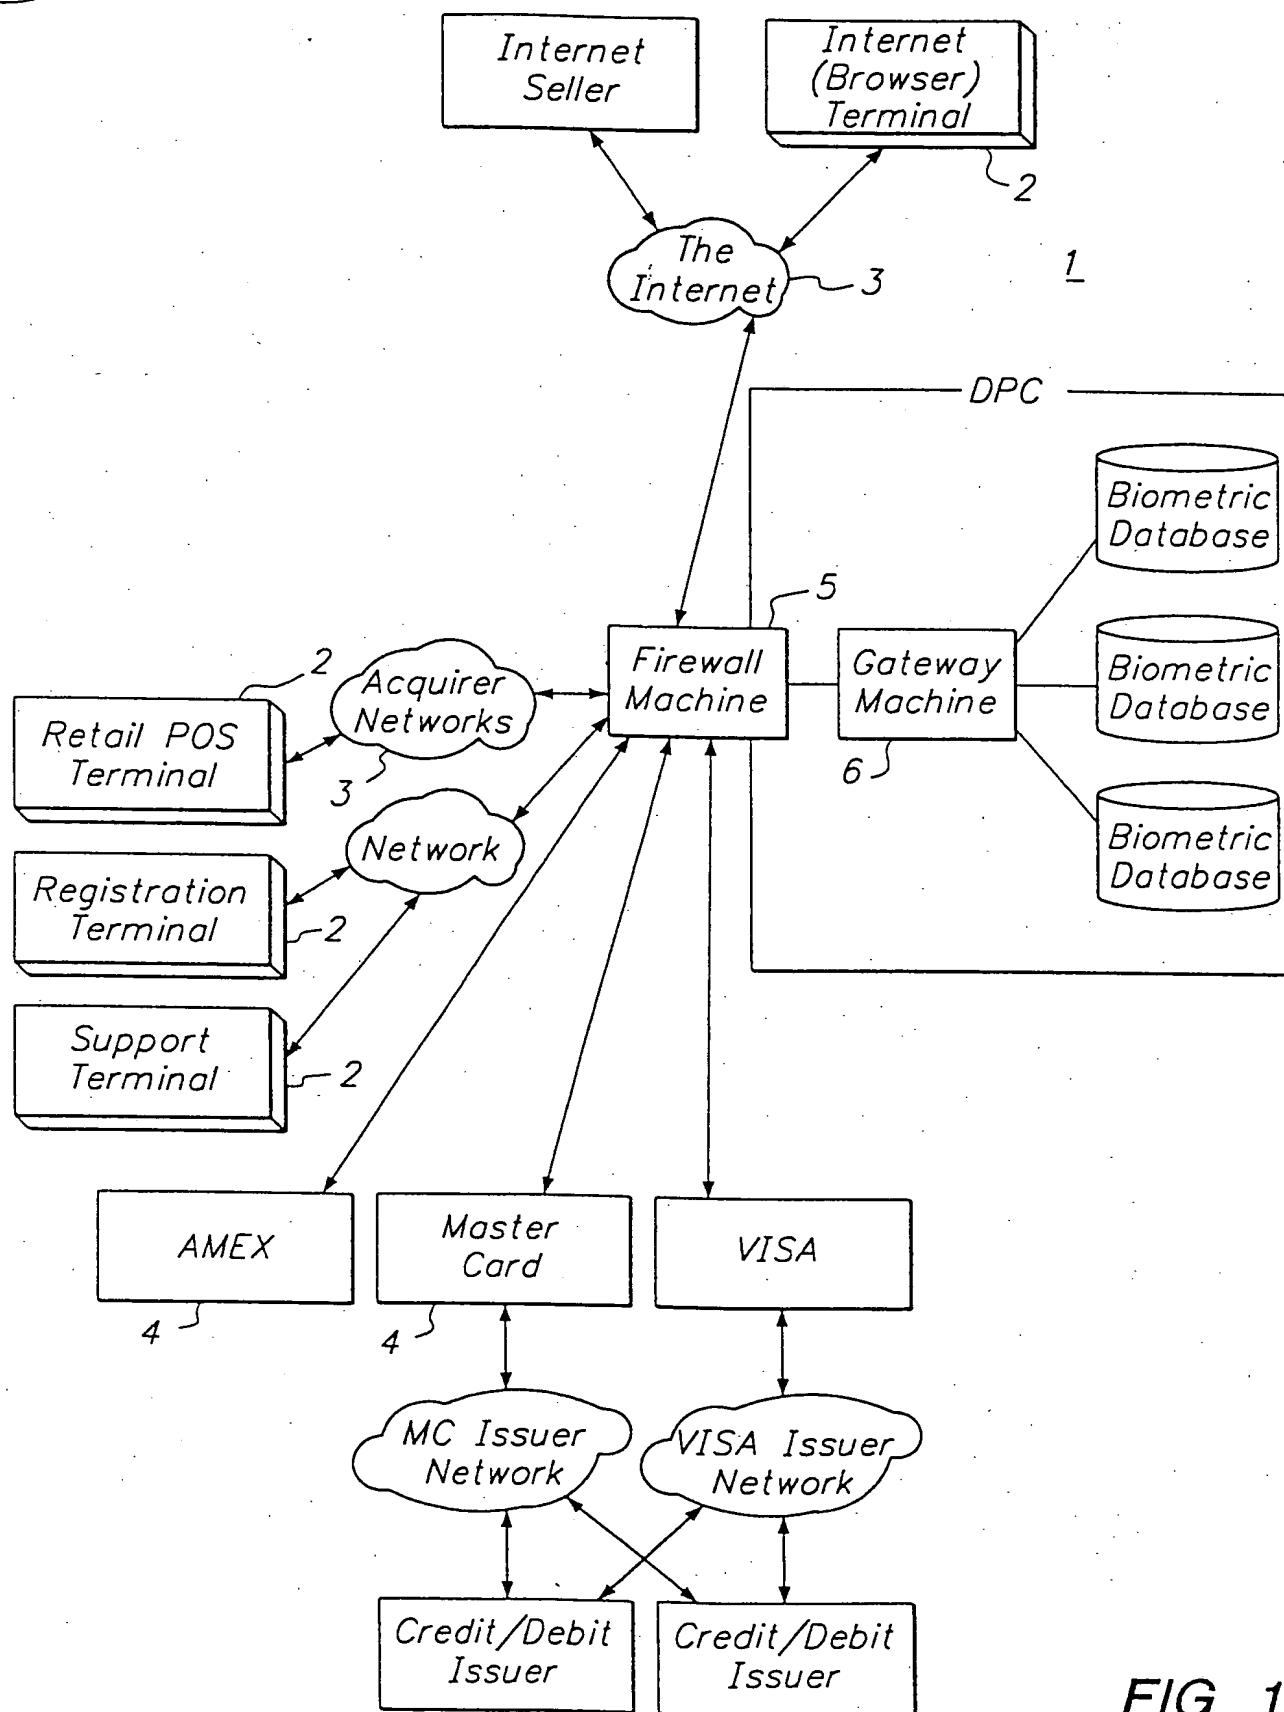 Internet
Seller
Internet
(Browser)
Terminal
2
The
Internet
3
1
DPC
Biometric
Database
5
Firewall
Machine
Gateway
Machine
6
Biometric
Database
Biometric
Database
2
Acquirer
Networks
3
Retail POS
Terminal
Network
Registration
Terminal
2
Support
Terminal
2
AMEX
4
Master
Card
4
VISA
MC Issuer
Network
VISA Issuer
Network
Credit/Debit
Issuer
Credit/Debit
Issuer
FIG. 1